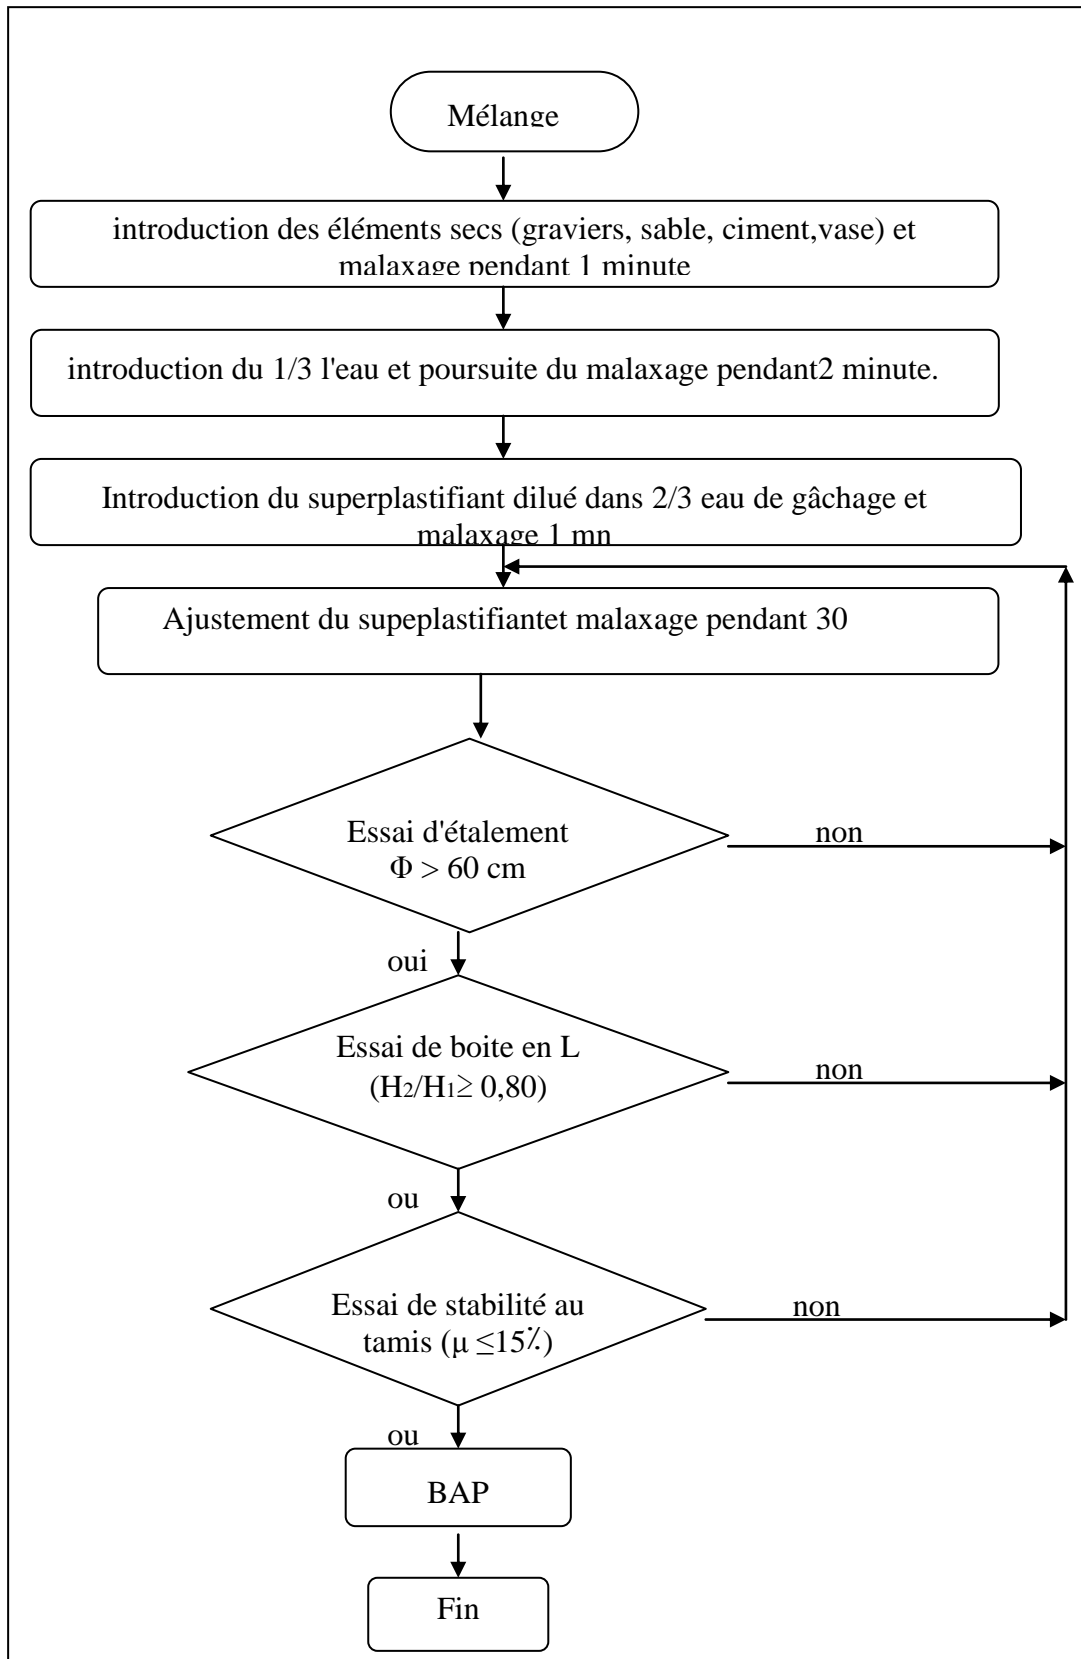 Mélange
introduction des éléments secs (graviers, sable, ciment,vase) et
malaxage pendant 1 minute
introduction du 1/3 l'eau et poursuite du malaxage pendant2 minute.
Introduction du superplastifiant dilué dans 2/3 eau de gâchage et
malaxage 1 mn
Ajustement du supeplastifiantet malaxage pendant 30
Essai d'étalement
Φ > 60 cm
non
oui
Essai de boite en L
(H2/H1≥ 0,80)
non
ou
Essai de stabilité au
tamis (μ ≤15⁒)
non
ou
BAP
Fin